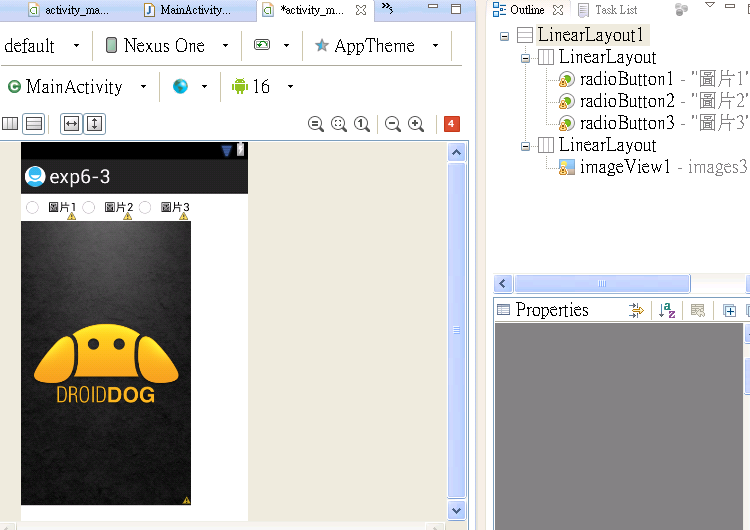 activity_ma...
MainActivity...
*activity_m...
default
Nexus One
AppTheme
MainActivity
16
1
4
exp6-3
圖片1 圖片2 圖片3
DROIDDOG
Outline
Task List
LinearLayout1
LinearLayout
radioButton1 - "圖片1"
radioButton2 - "圖片2"
radioButton3 - "圖片3"
LinearLayout
imageView1 - images3
Properties